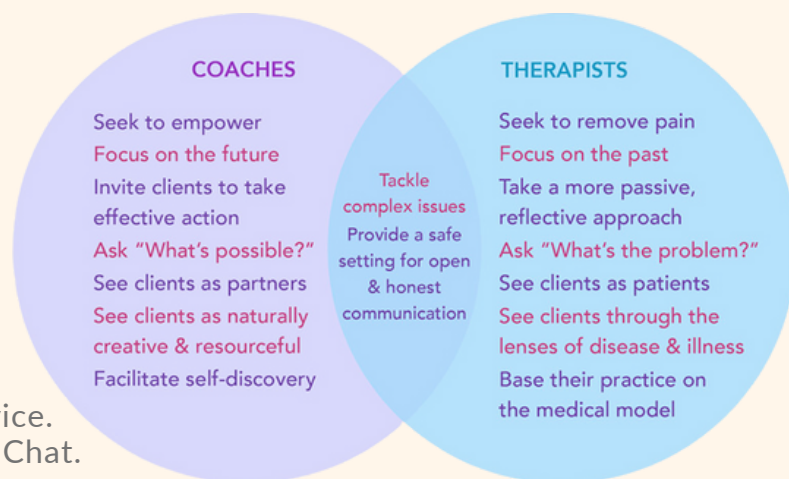 COACHES
Seek to empower
Focus on the future
Invite clients to take
effective action
Ask “What’s possible?”
See clients as partners
See clients as naturally
creative & resourceful
Facilitate self-discovery
Tackle
complex issues
Provide a safe
setting for open
& honest
communication
THERAPISTS
Seek to remove pain
Focus on the past
Take a more passive,
reflective approach
Ask “What’s the problem?”
See clients as patients
See clients through the
lenses of disease & illness
Base their practice on
the medical model
Chat.